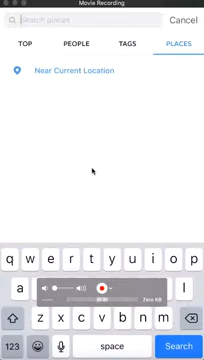 Movie Recording
Search places
Cancel
TOP PEOPLE TAGS PLACES
Near Current Location
q w e r t y u i o p
a l
Zero KB
z x c v b n m
123 space Search